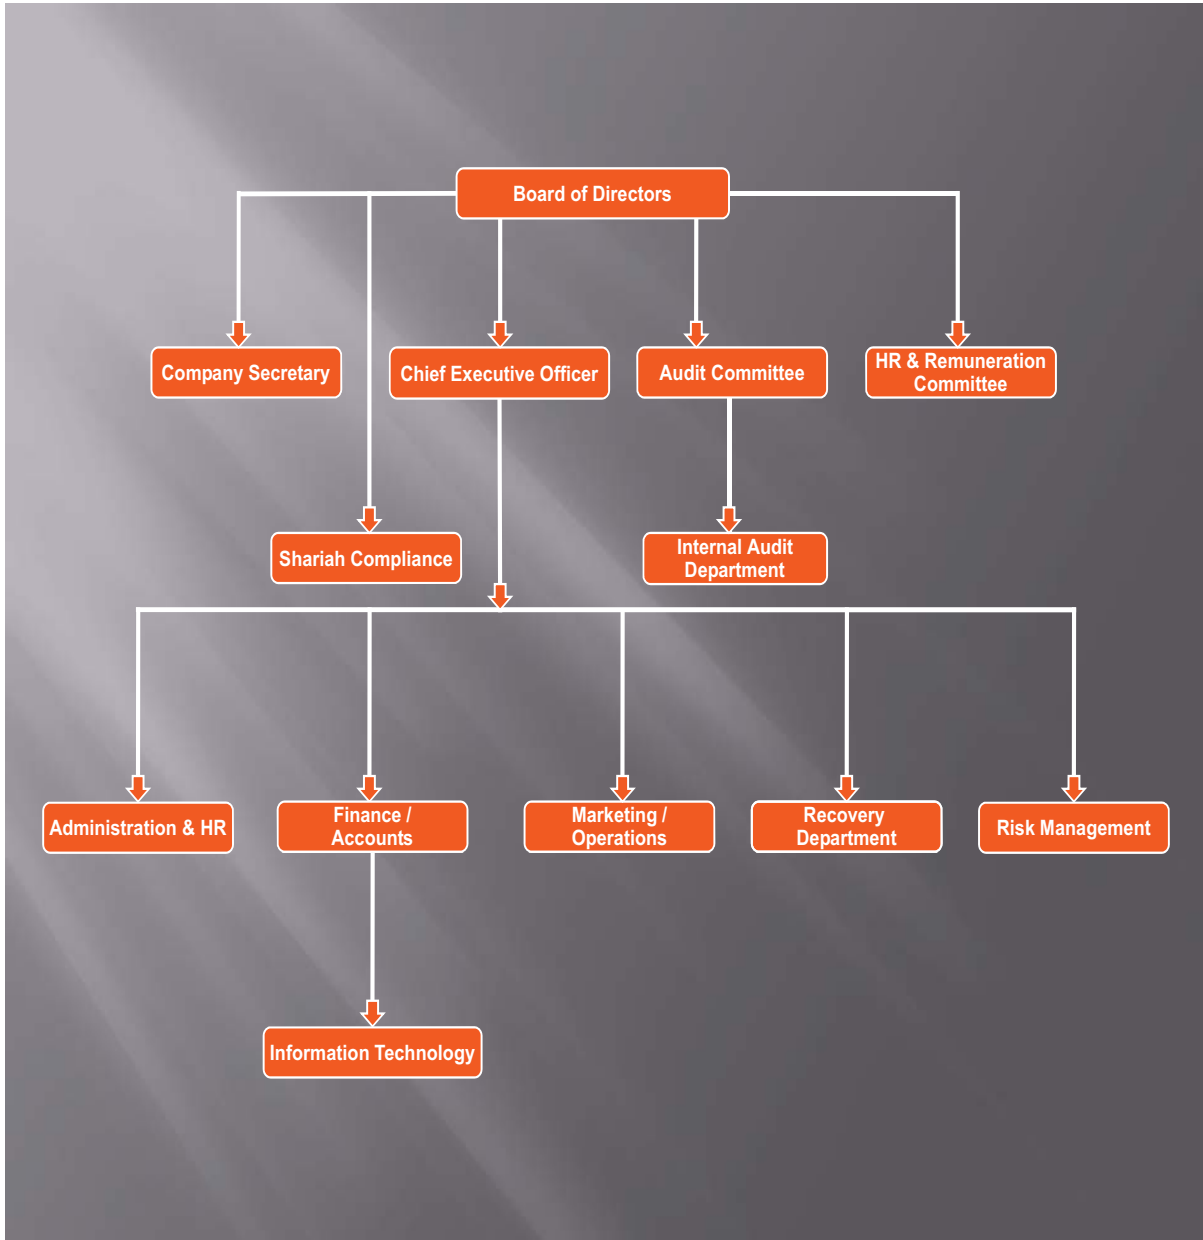 Board of Directors
Company Secretary
Chief Executive Officer
Audit Committee
HR & Remuneration
Committee
Shariah Compliance
Internal Audit
Department
Administration & HR
Finance /
Accounts
Marketing /
Operations
Recovery
Department
Risk Management
Information Technology